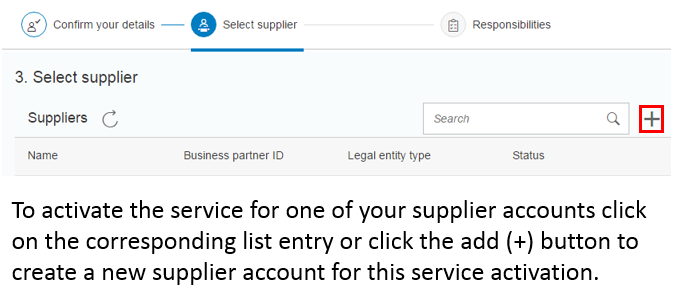 Confirm your details Select supplier Responsibilities
3. Select supplier
Suppliers Search
Name Business partner ID Legal entity type Status
To activate the service for one of your supplier accounts click
on the corresponding list entry or click the add (+) button to
create a new supplier account for this service activation.